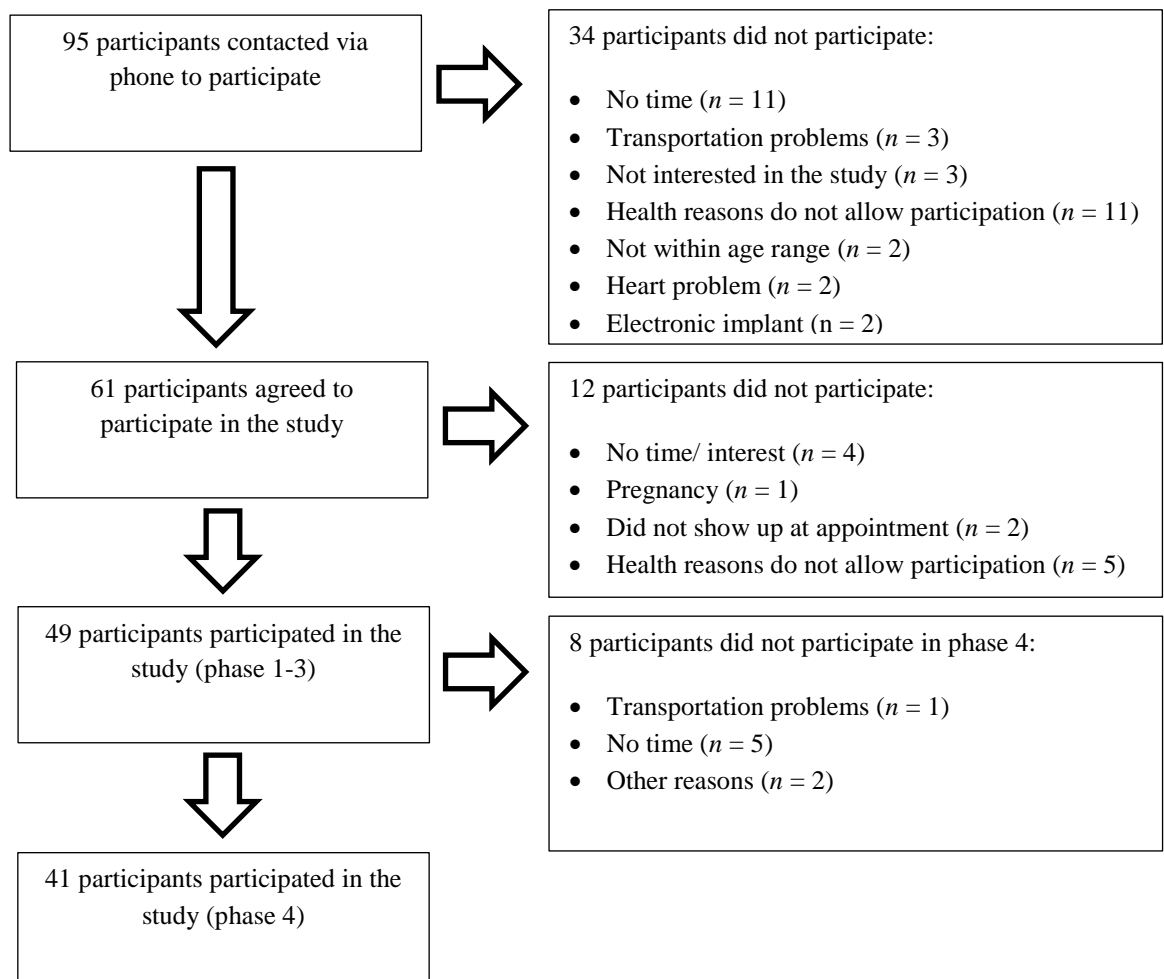 95 participants contacted via
phone to participate
34 participants did not participate:
• No time (n = 11)
• Transportation problems (n = 3)
• Not interested in the study (n = 3)
• Health reasons do not allow participation (n = 11)
• Not within age range (n = 2)
• Heart problem (n = 2)
• Electronic implant (n = 2)
61 participants agreed to
participate in the study
12 participants did not participate:
• No time/ interest (n = 4)
• Pregnancy (n = 1)
• Did not show up at appointment (n = 2)
• Health reasons do not allow participation (n = 5)
49 participants participated in the
study (phase 1-3)
8 participants did not participate in phase 4:
• Transportation problems (n = 1)
• No time (n = 5)
• Other reasons (n = 2)
41 participants participated in the
study (phase 4)